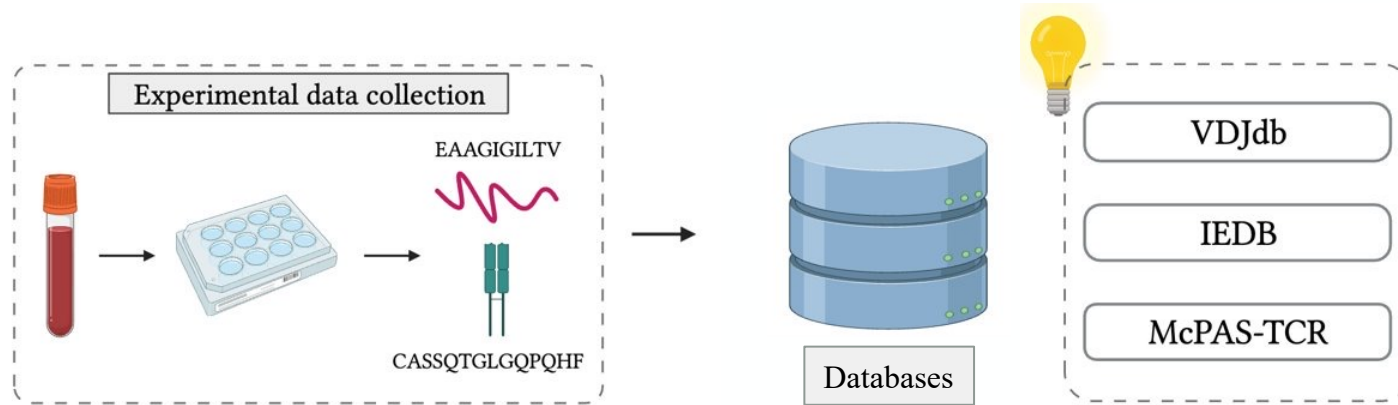 Experimental data collection
EAAGIGILTV
CASSQTGLGQPQHF
Databases
VDJdb
IEDB
McPAS-TCR